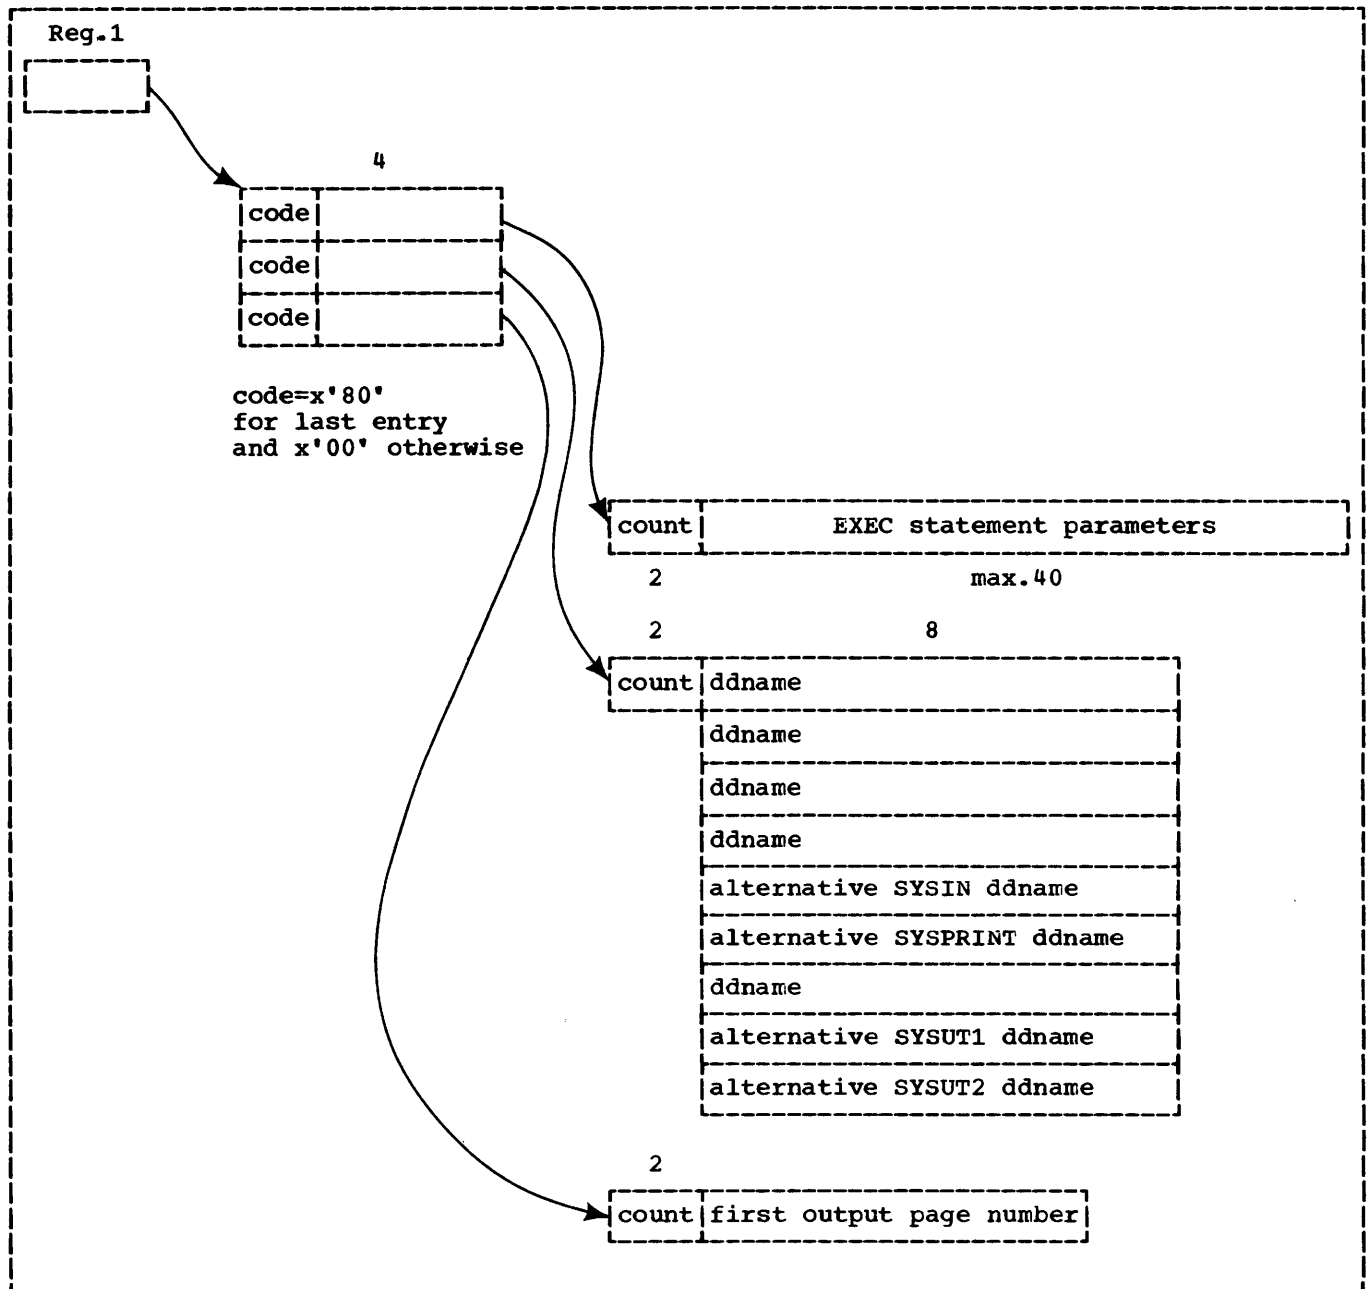 Reg.1
4
code
code
code
code=x'80'
for last entry
and x'00' otherwise
count EXEC statement parameters
2 max.40
2 8
count ddname
ddname
ddname
ddname
alternative SYSIN ddname
alternative SYSPRINT ddname
ddname
alternative SYSUT1 ddname
alternative SYSUT2 ddname
2
count first output page number